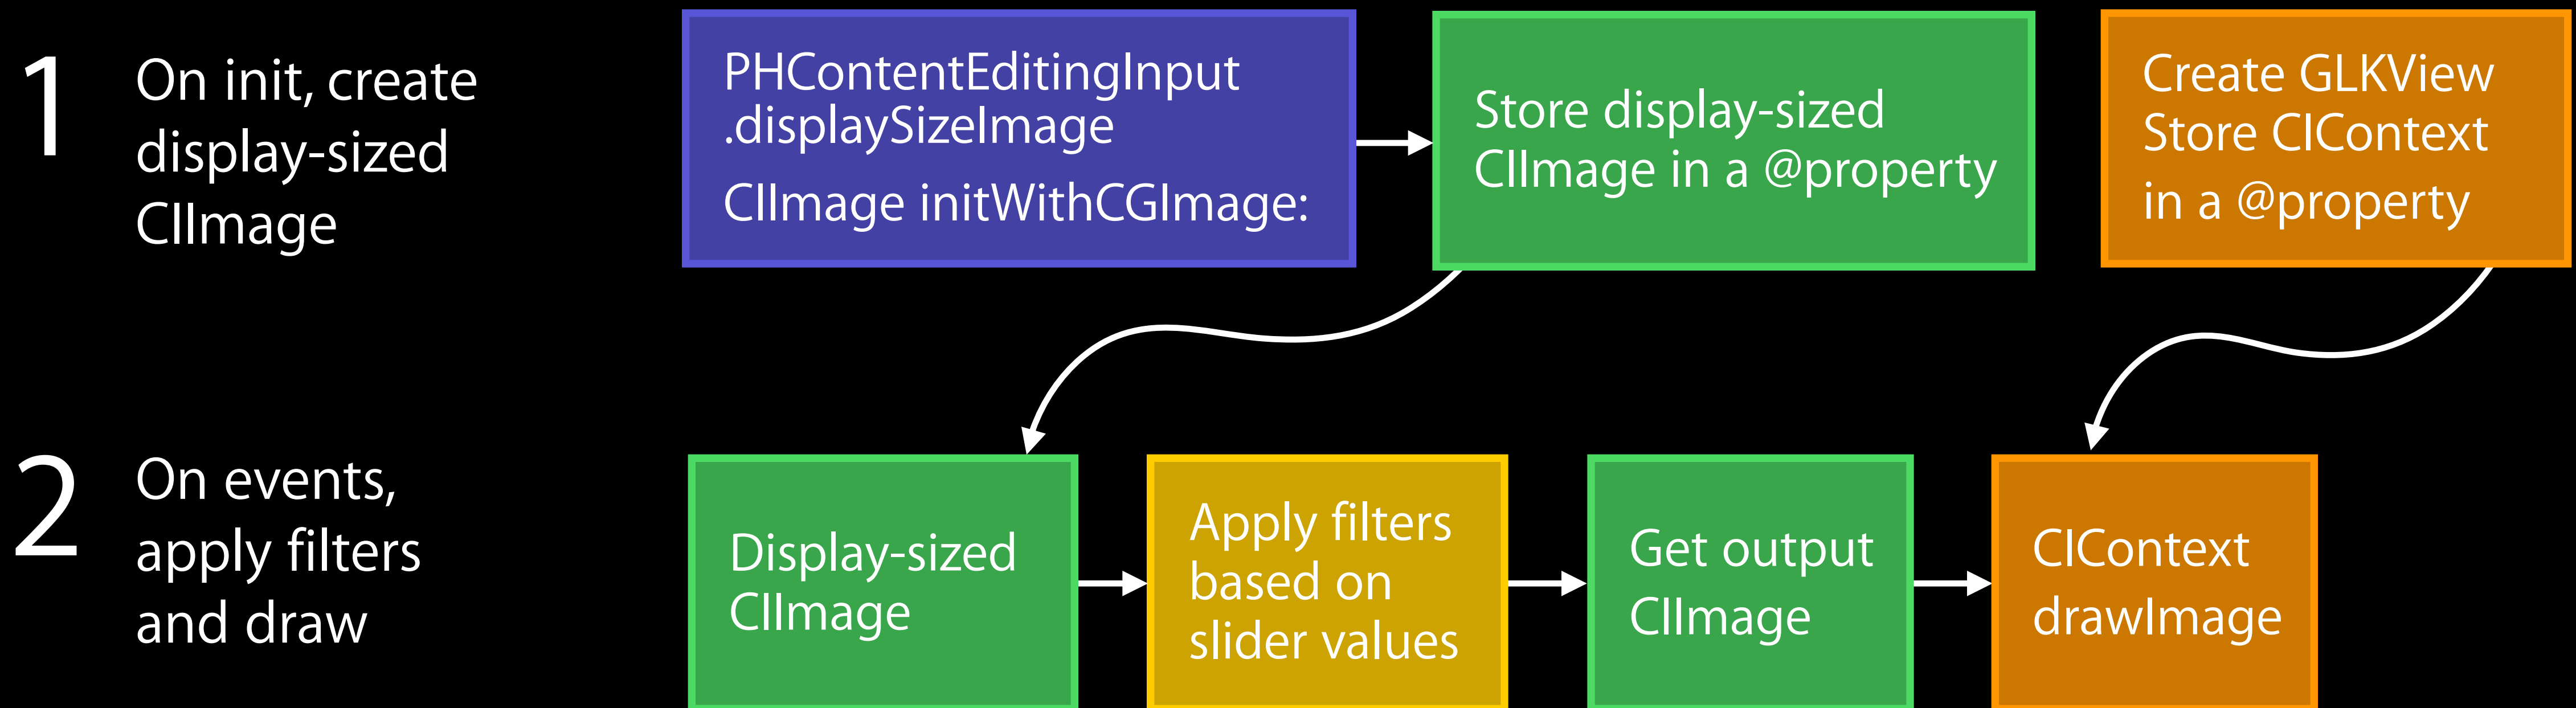 1
On init, create
display-sized
CIImage
PHContentEditingInput
.displaySizeImage
CIImage initWithCGImage:
Store display-sized
CIImage in a @property
Create GLKView
Store CIContext
in a @property
2
On events,
apply filters
and draw
Display-sized
CIImage
Apply filters
based on
slider values
Get output
CIImage
CIContext
drawImage